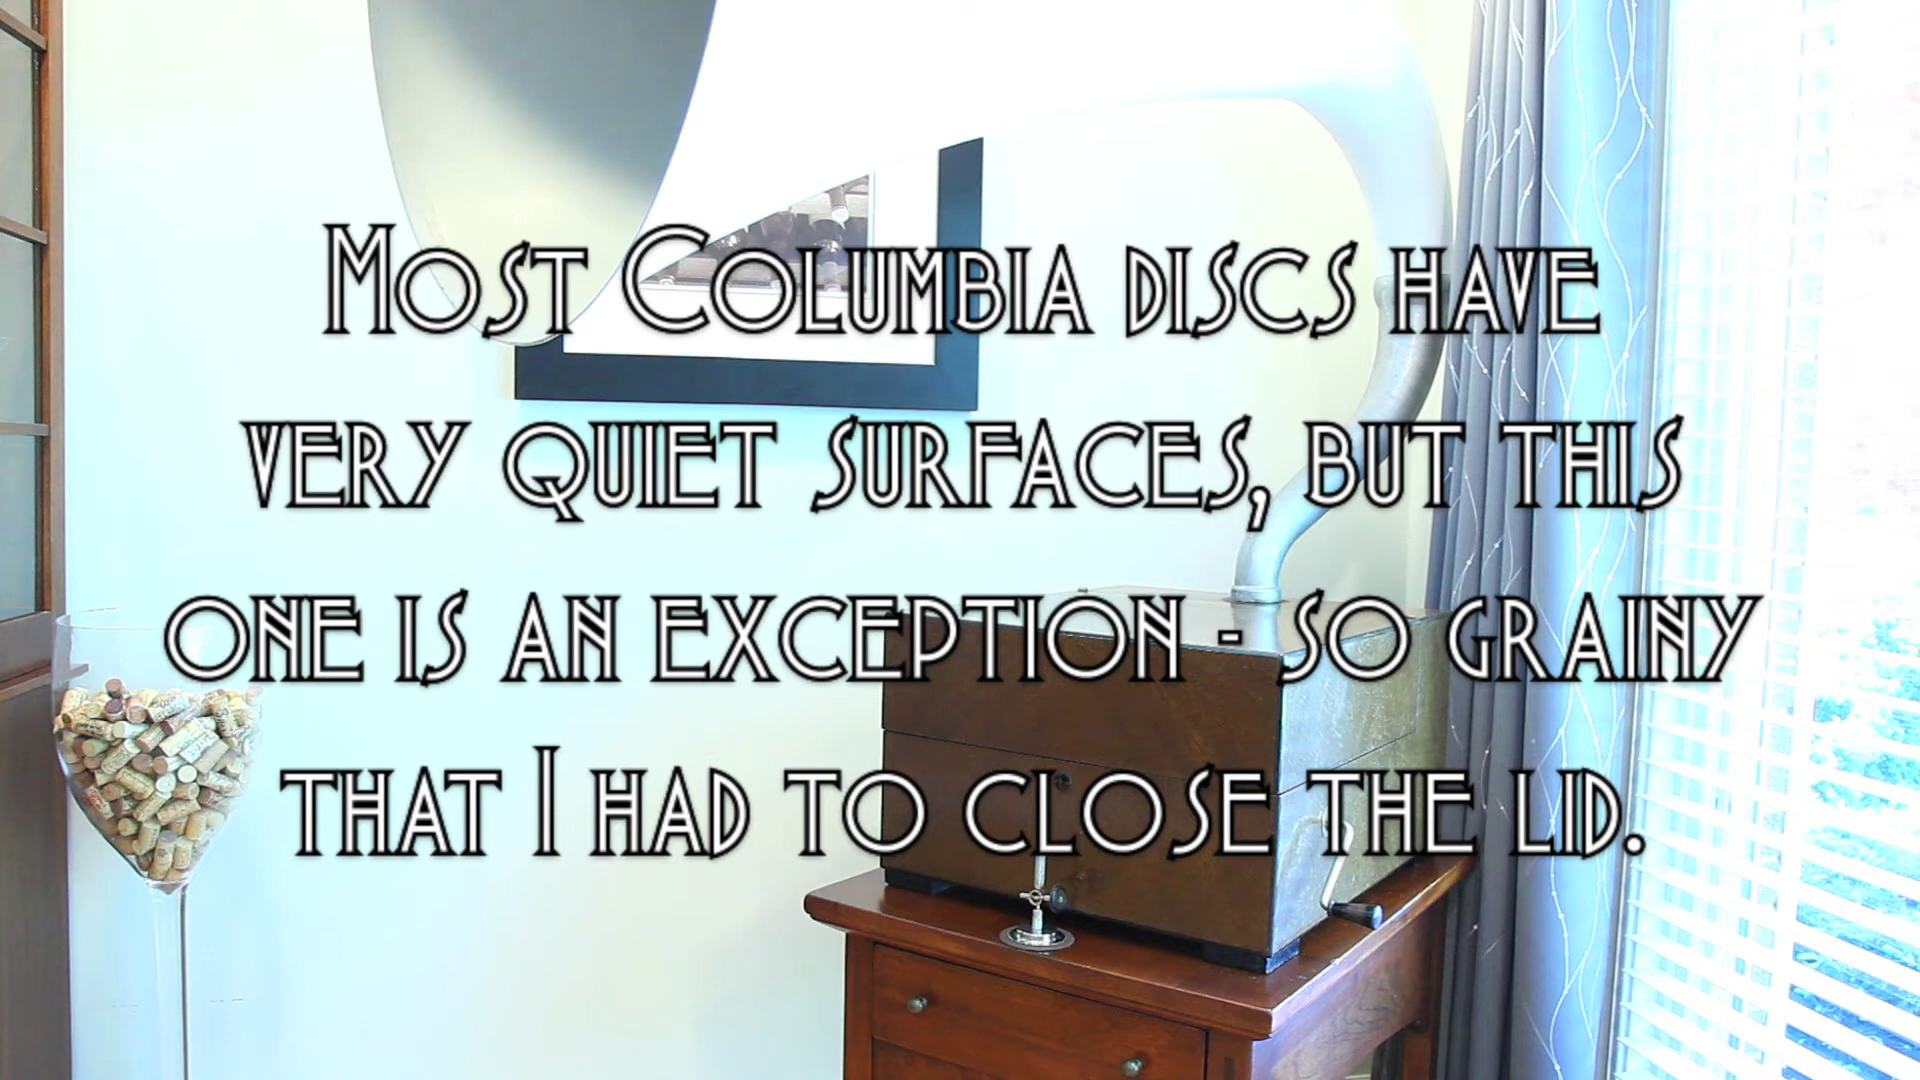 Most Columbia discs have
very quiet surfaces, but this
one is an exception - so grainy
that I had to close the lid.